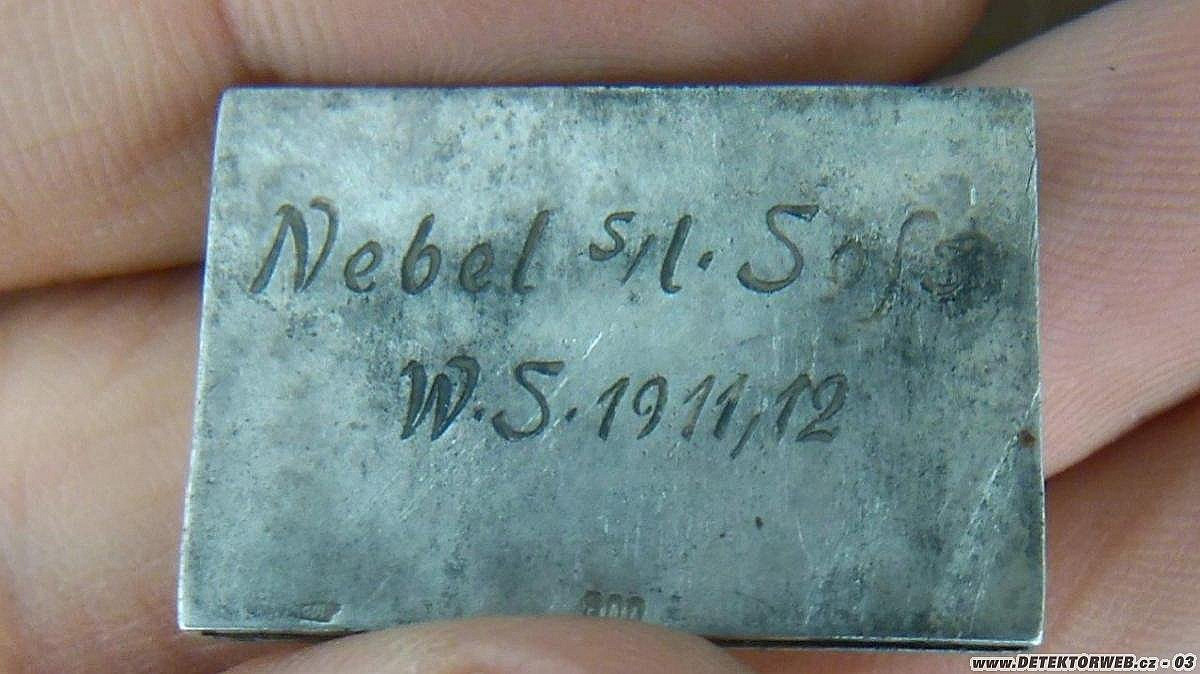 Nebel s/l.
W.S. 1911/12
800
www.DETEKTORWEB.cz - 03